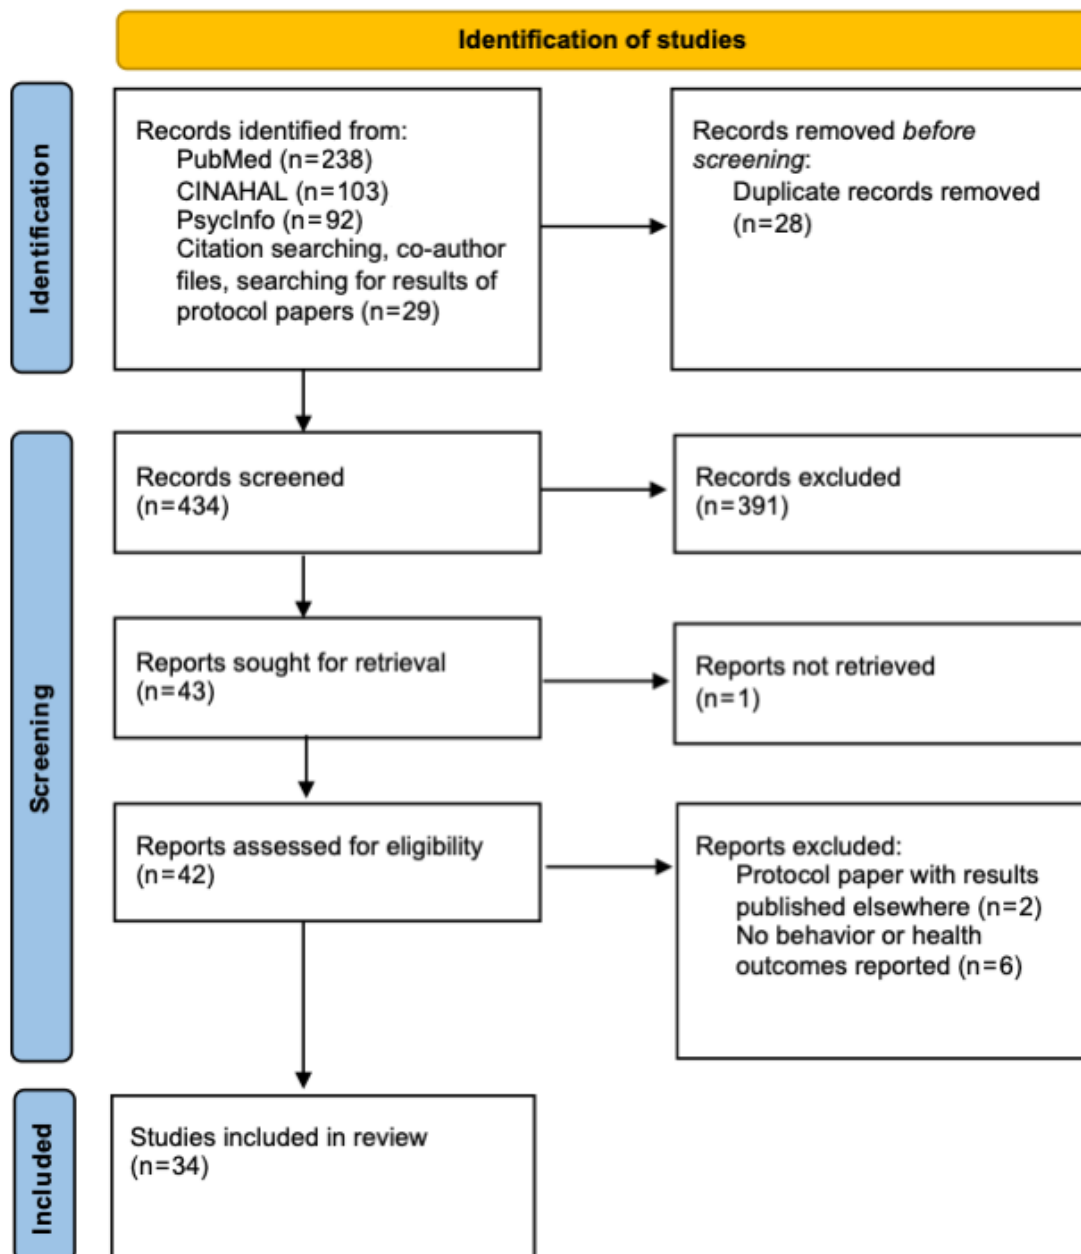 Identification of studies
Identification
Records identified from:
PubMed (n=238)
CINAHAL (n=103)
PsycInfo (n=92)
Citation searching, co-author
files, searching for results of
protocol papers (n=29)
Records removed before
screening:
Duplicate records removed
(n=28)
Screening
Records screened
(n=434)
Records excluded
(n=391)
Reports sought for retrieval
(n=43)
Reports not retrieved
(n=1)
Reports assessed for eligibility
(n=42)
Reports excluded:
Protocol paper with results
published elsewhere (n=2)
No behavior or health
outcomes reported (n=6)
Included
Studies included in review
(n=34)